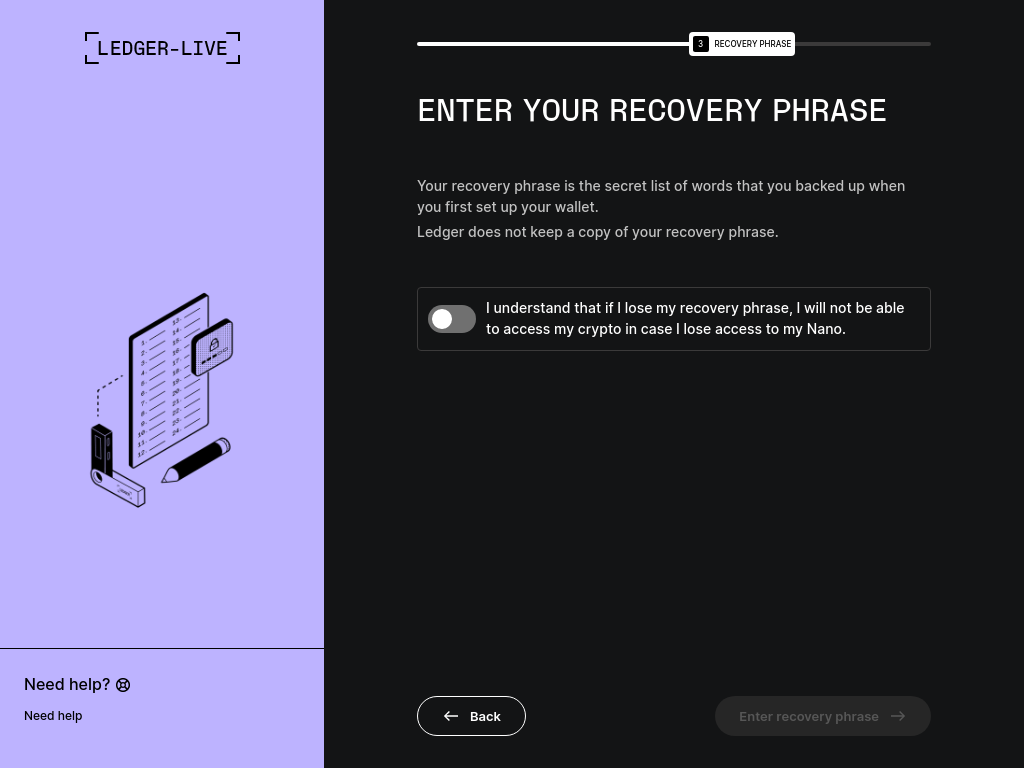 LEDGER-LIVE
3 RECOVERY PHRASE
ENTER YOUR RECOVERY PHRASE
Your recovery phrase is the secret list of words that you backed up when
you first set up your wallet.
Ledger does not keep a copy of your recovery phrase.
I understand that if I lose my recovery phrase, I will not be able
to access my crypto in case I lose access to my Nano.
Need help?
Need help
Back
Enter recovery phrase